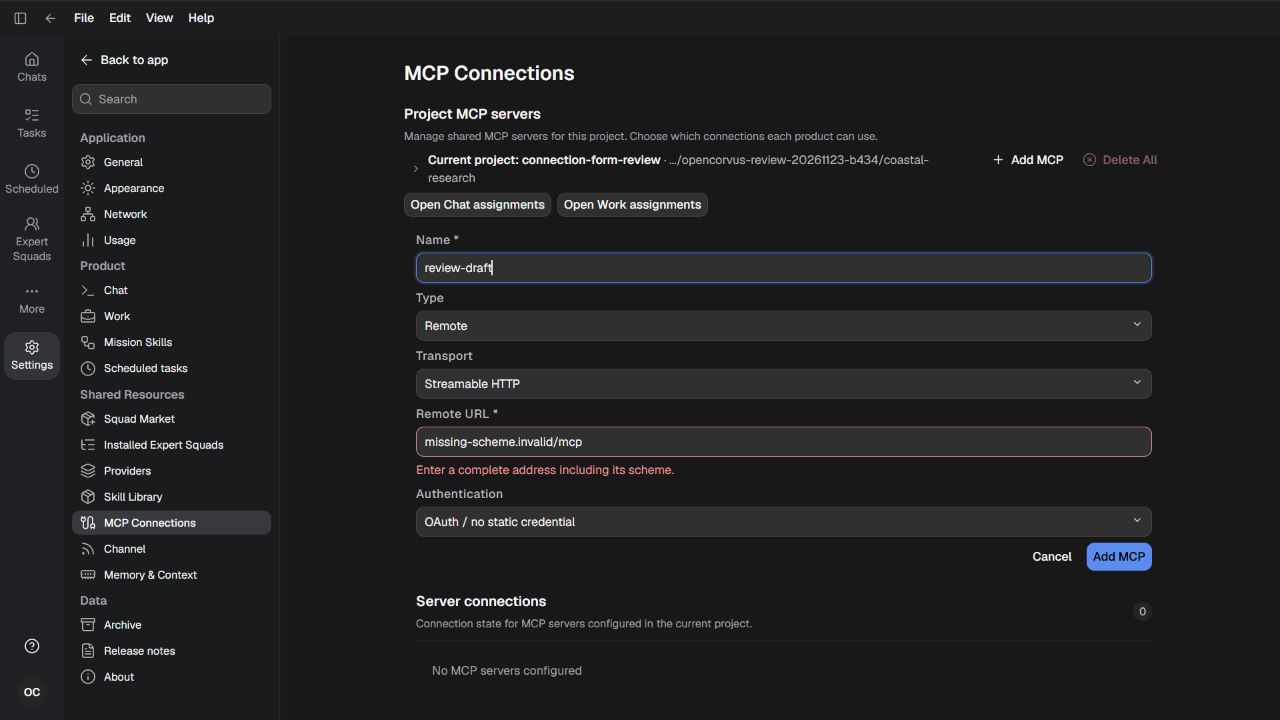 File Edit View Help
Chats
Tasks
Scheduled
Expert
Squads
More
Settings
OC
Back to app
Search
Application
General
Appearance
Network
Usage
Product
Chat
Work
Mission Skills
Scheduled tasks
Shared Resources
Squad Market
Installed Expert Squads
Providers
Skill Library
MCP Connections
Channel
Memory & Context
Data
Archive
Release notes
About
MCP Connections
Project MCP servers
Manage shared MCP servers for this project. Choose which connections each product can use.
Current project: connection-form-review · .../opencorvus-review-20261123-b434/coastal-
research
Add MCP
Delete All
Open Chat assignments
Open Work assignments
Name *
review-draft
Type
Remote
Transport
Streamable HTTP
Remote URL *
missing-scheme.invalid/mcp
Enter a complete address including its scheme.
Authentication
OAuth / no static credential
Cancel
Add MCP
Server connections
0
Connection state for MCP servers configured in the current project.
No MCP servers configured